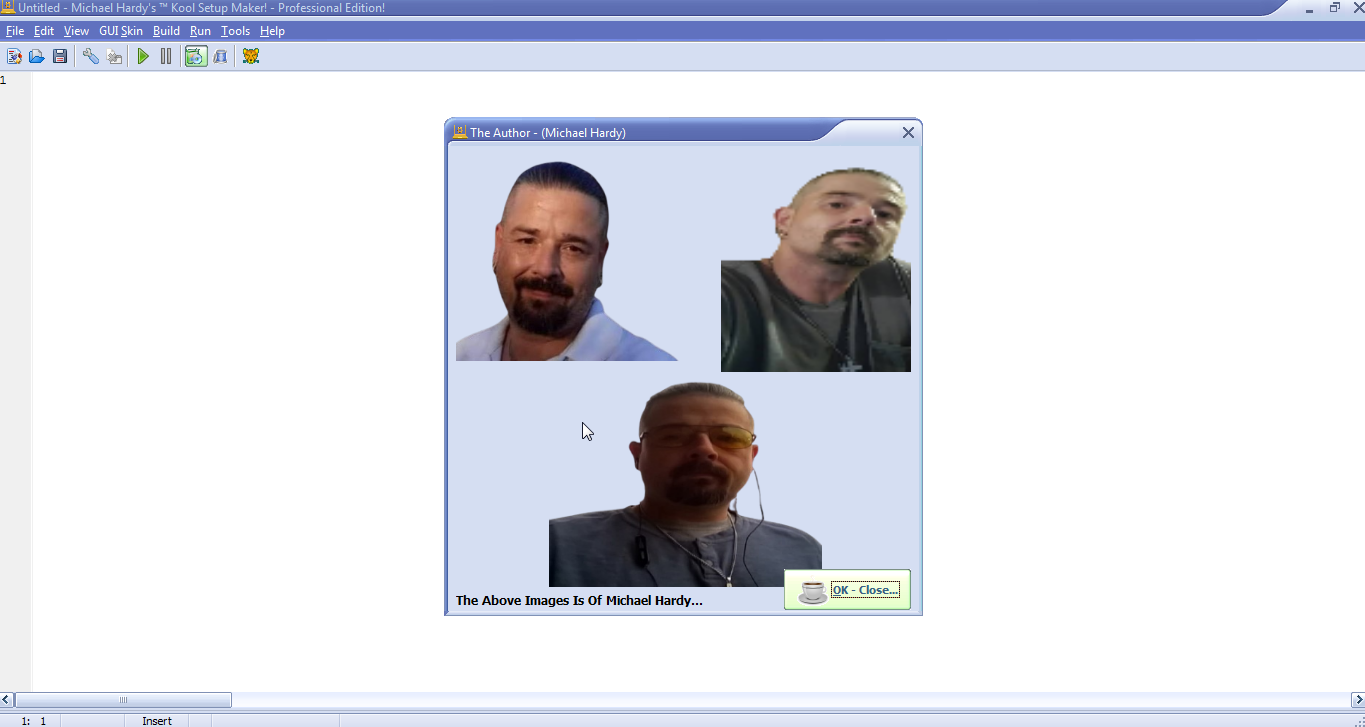 Untitled - Michael Hardy's ™ Kool Setup Maker! - Professional Edition!
File Edit View GUI Skin Build Run Tools Help
1
The Author - (Michael Hardy)
OK - Close...
The Above Images Is Of Michael Hardy...
1: 1 Insert